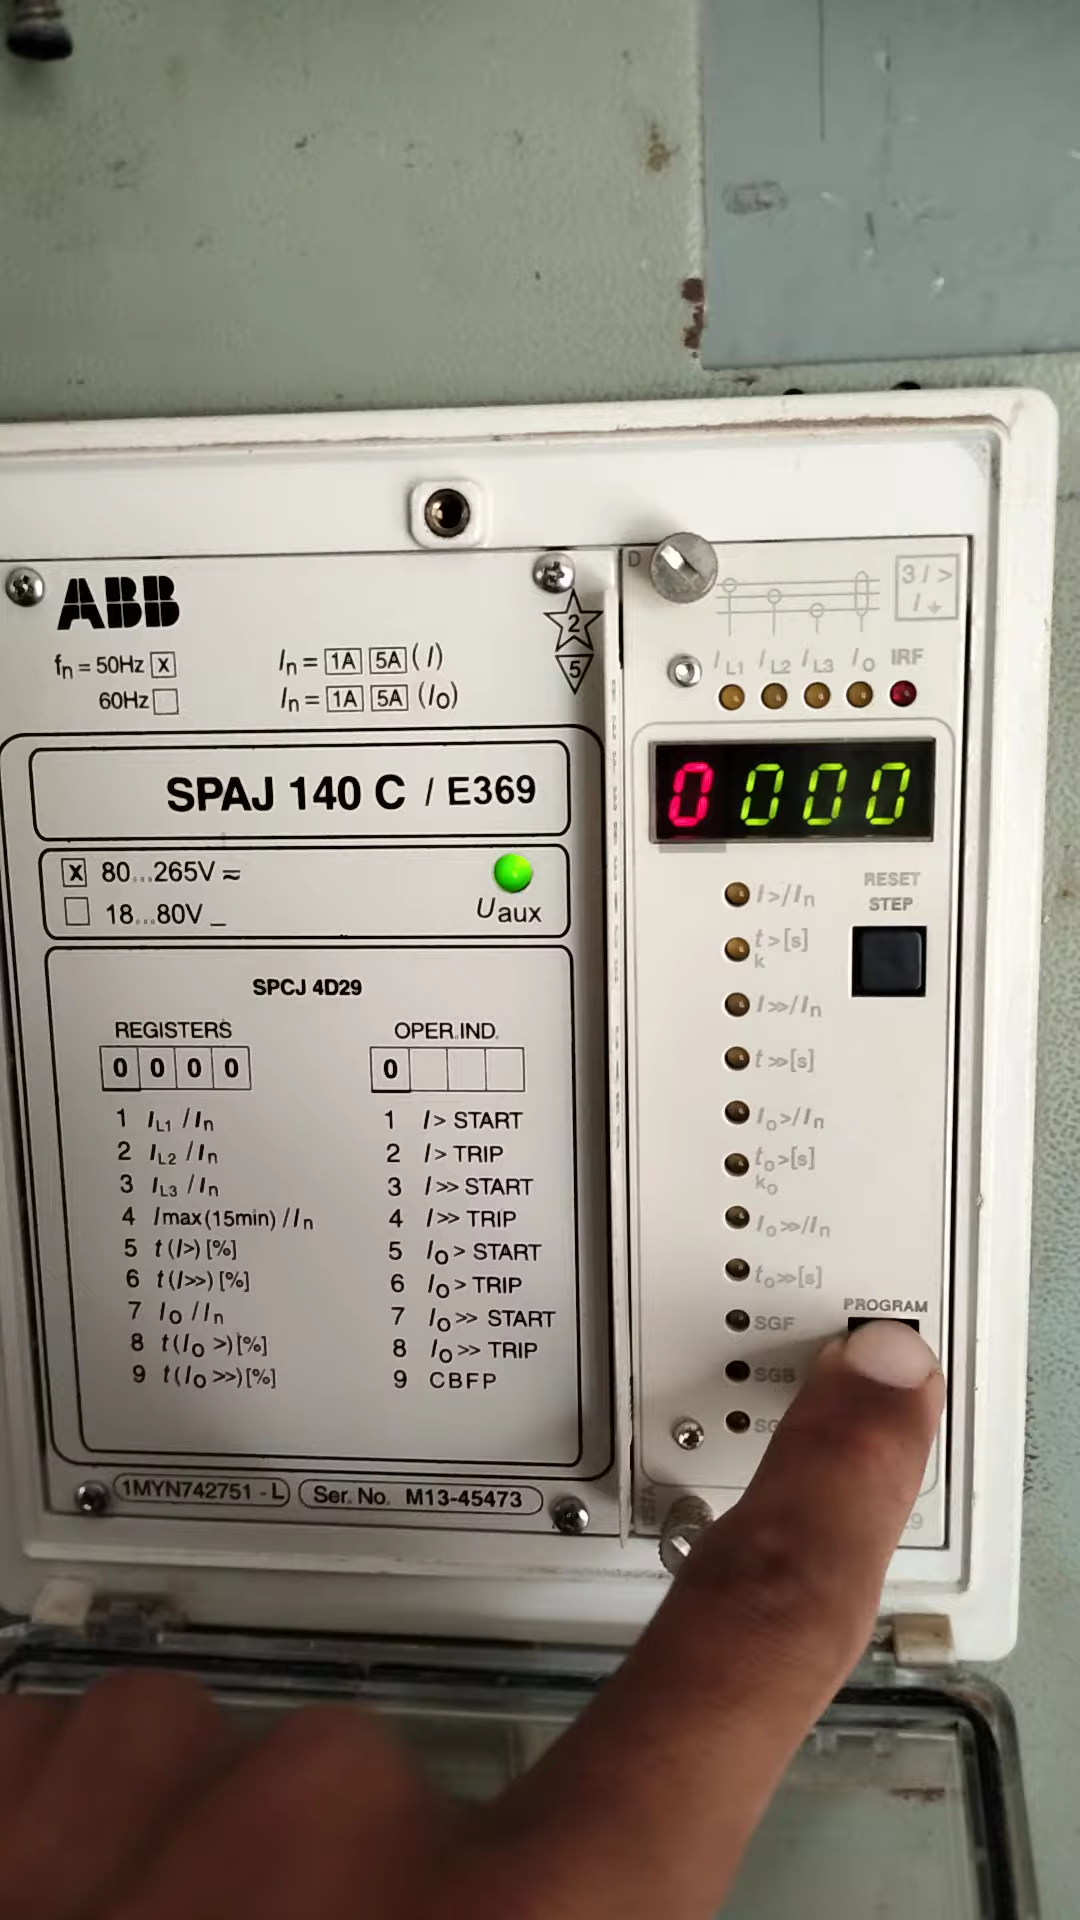 ABB
fn = 50Hz X
60Hz
In = 1A 5A (I)
In = 1A 5A (Io)
2
5
SPAJ 140 C / E369
X 80...265V ≂
18...80V _
Uaux
SPCJ 4D29
REGISTERS
0 0 0 0
1 IL1 /In
2 IL2 /In
3 IL3 /In
4 Imax(15min) /In
5 t(I>) [%]
6 t(I>>) [%]
7 Io /In
8 t(Io >)[%]
9 t(Io >>)[%]
OPER.IND.
0
1 I> START
2 I> TRIP
3 I>> START
4 I>> TRIP
5 Io> START
6 Io> TRIP
7 Io>> START
8 Io>> TRIP
9 CBFP
1MYN742751 - L
Ser. No. M13-45473
D
3 I >
I ⏚
IL1 IL2 IL3 Io IRF
0 000
RESET
STEP
I>/In
t>[s]
k
I>>/In
t>>[s]
Io>/In
to>[s]
ko
Io>>/In
to>>[s]
PROGRAM
SGF
SGB